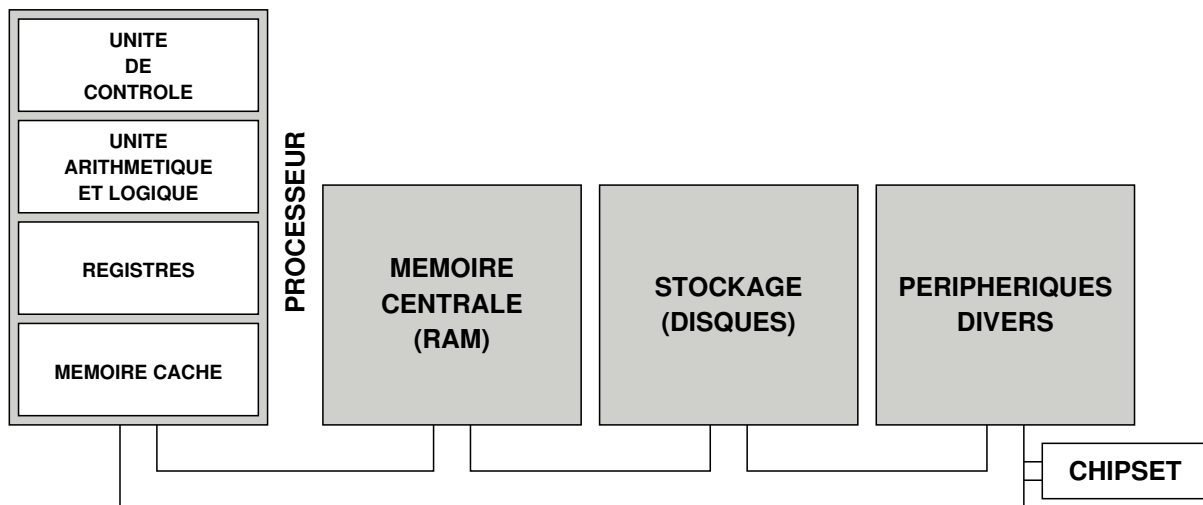 UNITE
DE
CONTROLE
UNITE
ARITHMETIQUE
ET LOGIQUE
REGISTRES
MEMOIRE CACHE
PROCESSEUR
MEMOIRE
CENTRALE
(RAM)
STOCKAGE
(DISQUES)
PERIPHERIQUES
DIVERS
CHIPSET